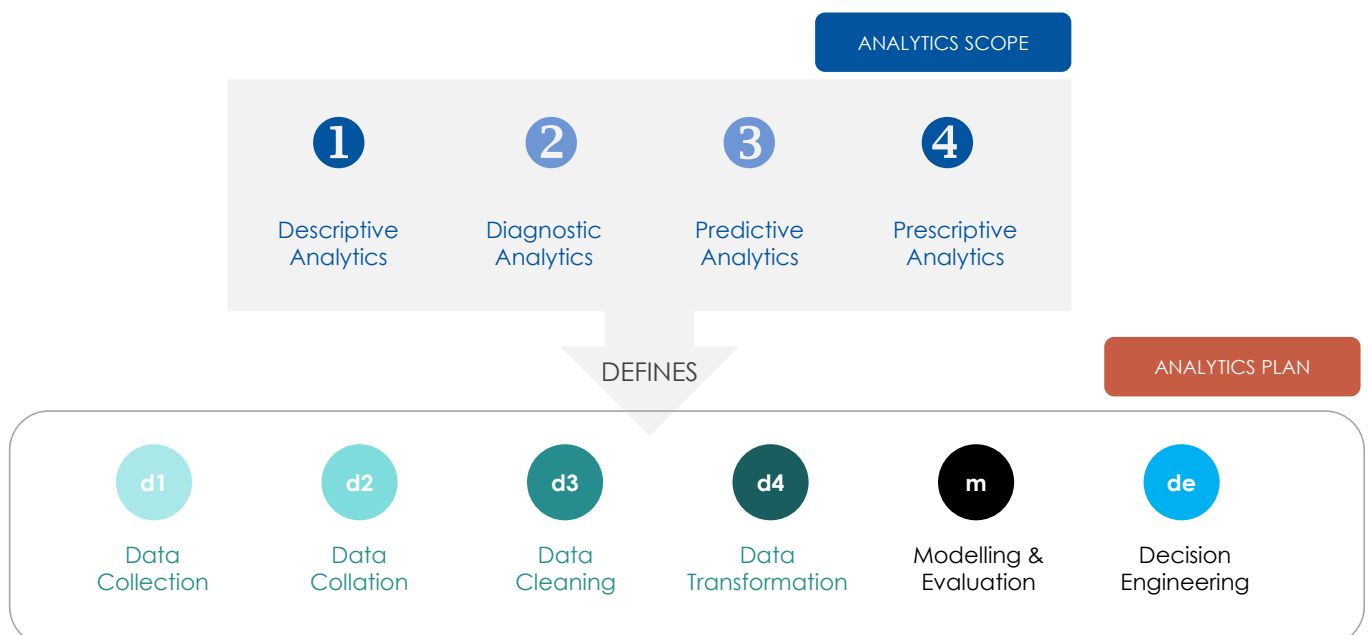 ANALYTICS SCOPE
1 2 3 4
Descriptive Analytics
Diagnostic Analytics
Predictive Analytics
Prescriptive Analytics
DEFINES
ANALYTICS PLAN
d1 d2 d3 d4 m de
Data Collection
Data Collation
Data Cleaning
Data Transformation
Modelling & Evaluation
Decision Engineering